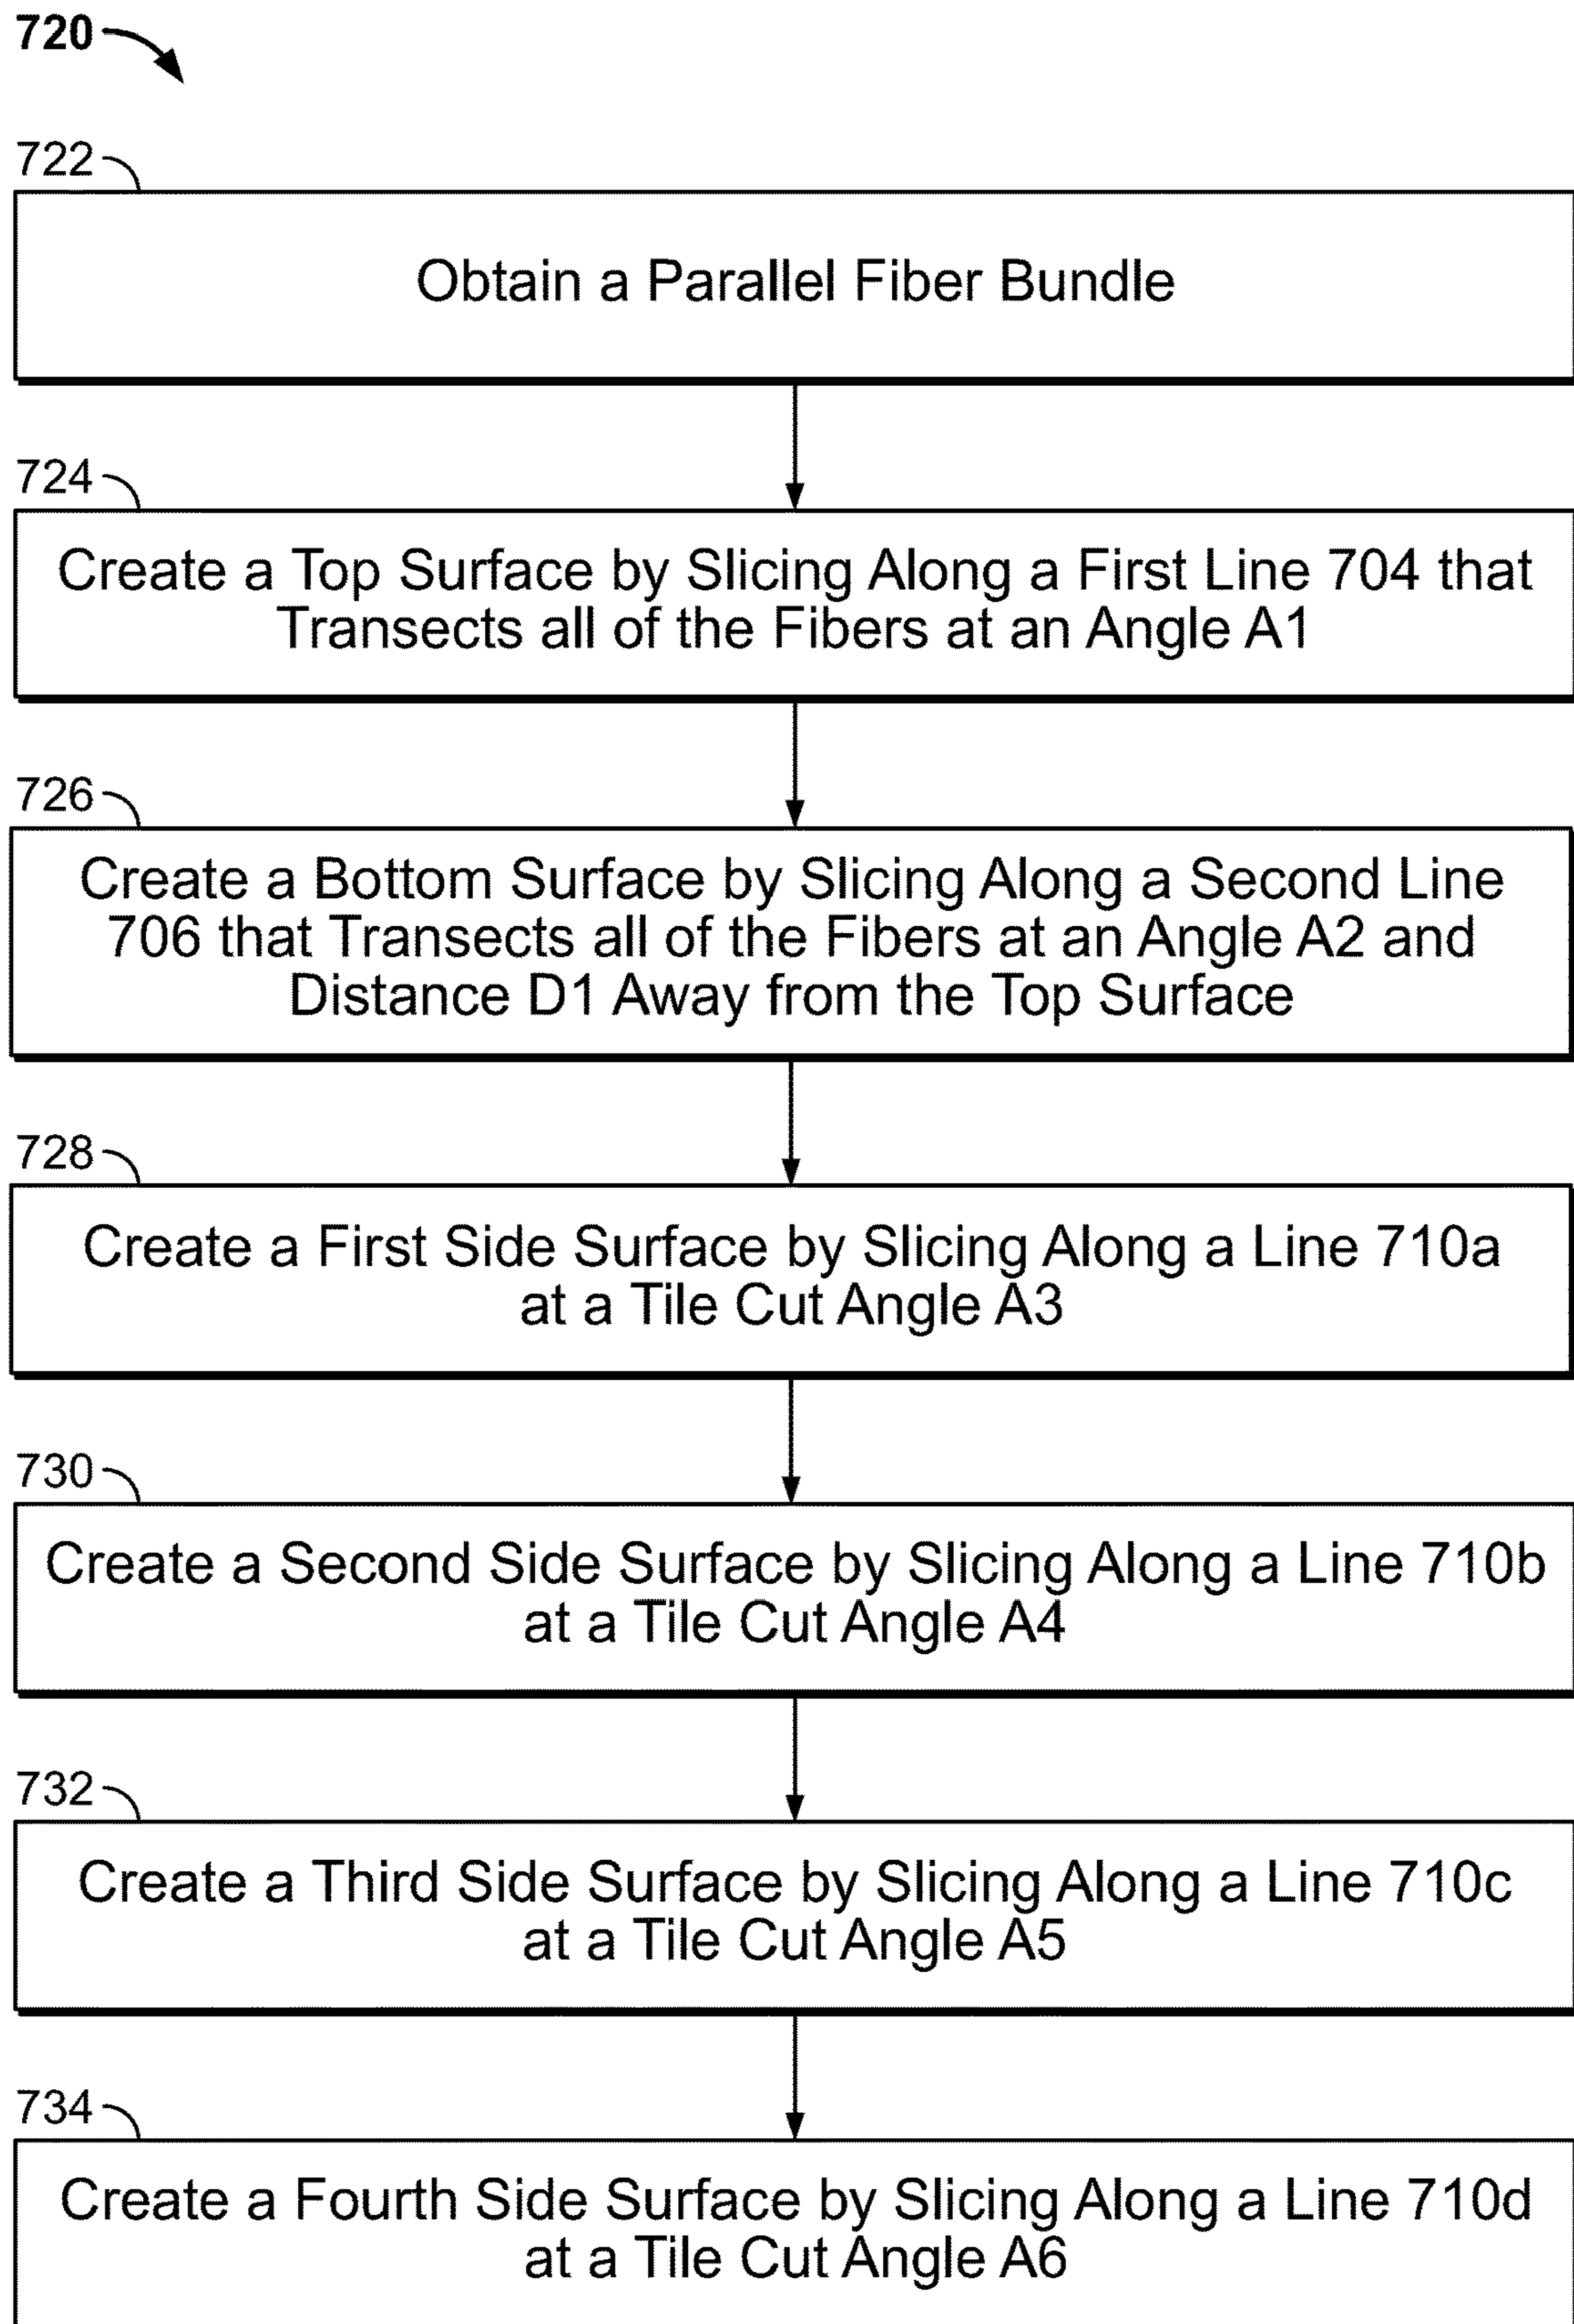 720
722
Obtain a Parallel Fiber Bundle
724
Create a Top Surface by Slicing Along a First Line 704 that
Transects all of the Fibers at an Angle A1
726
Create a Bottom Surface by Slicing Along a Second Line
706 that Transects all of the Fibers at an Angle A2 and
Distance D1 Away from the Top Surface
728
Create a First Side Surface by Slicing Along a Line 710a
at a Tile Cut Angle A3
730
Create a Second Side Surface by Slicing Along a Line 710b
at a Tile Cut Angle A4
732
Create a Third Side Surface by Slicing Along a Line 710c
at a Tile Cut Angle A5
734
Create a Fourth Side Surface by Slicing Along a Line 710d
at a Tile Cut Angle A6